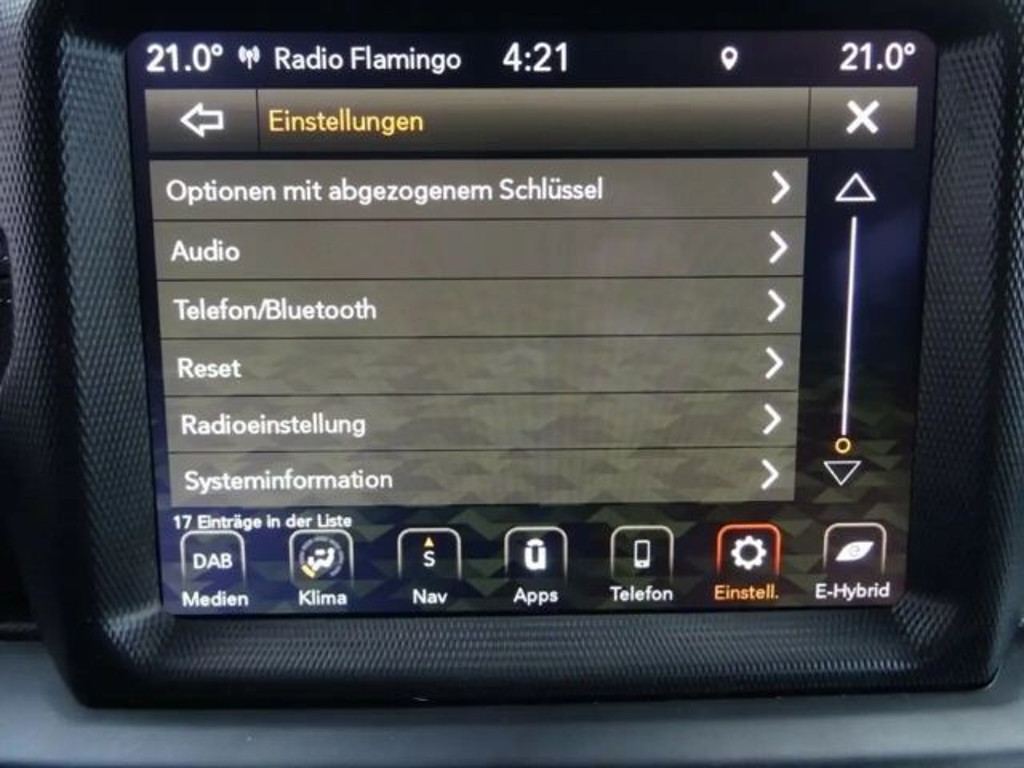 21.0° Radio Flamingo 4:21 21.0°
Einstellungen
Optionen mit abgezogenem Schlüssel
Audio
Telefon/Bluetooth
Reset
Radioeinstellung
Systeminformation
17 Einträge in der Liste
DAB S
Medien Klima Nav Apps Telefon Einstell. E-Hybrid